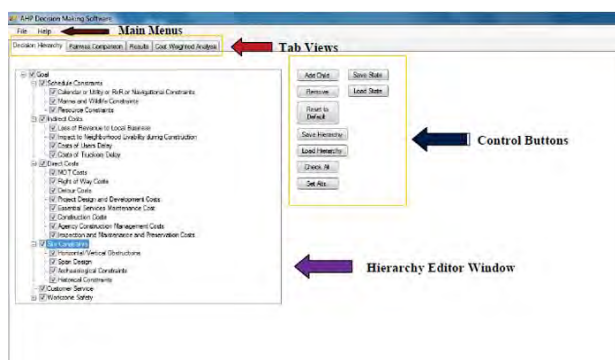 AHP Decision Making Software
File Help
Main Menus
Decision Hierarchy Pairwise Comparison Results Cost Weighted Analysis
Tab Views
Goal
Schedule Constraints
Calendar or Utility or RxR or Navigational Constraints
Marine and Wildlife Constraints
Resource Constraints
Indirect Costs
Loss of Revenue to Local Business
Impact to Neighborhood Livability during Construction
Costs of Users Delay
Costs of Truckers Delay
Direct Costs
MOT Costs
Right of Way Costs
Detour Costs
Project Design and Development Costs
Essential Services Maintenance Cost
Construction Costs
Agency Construction Management Costs
Inspection and Maintenance and Preservation Costs
Site Constraints
Horizontal/Vertical Obstructions
Span Design
Archaeological Constraints
Historical Constraints
Customer Service
Workzone Safety
Add Child Save State
Remove Load State
Reset to
Default
Save Hierarchy
Load Hierarchy
Check All
Set Alts
Control Buttons
Hierarchy Editor Window